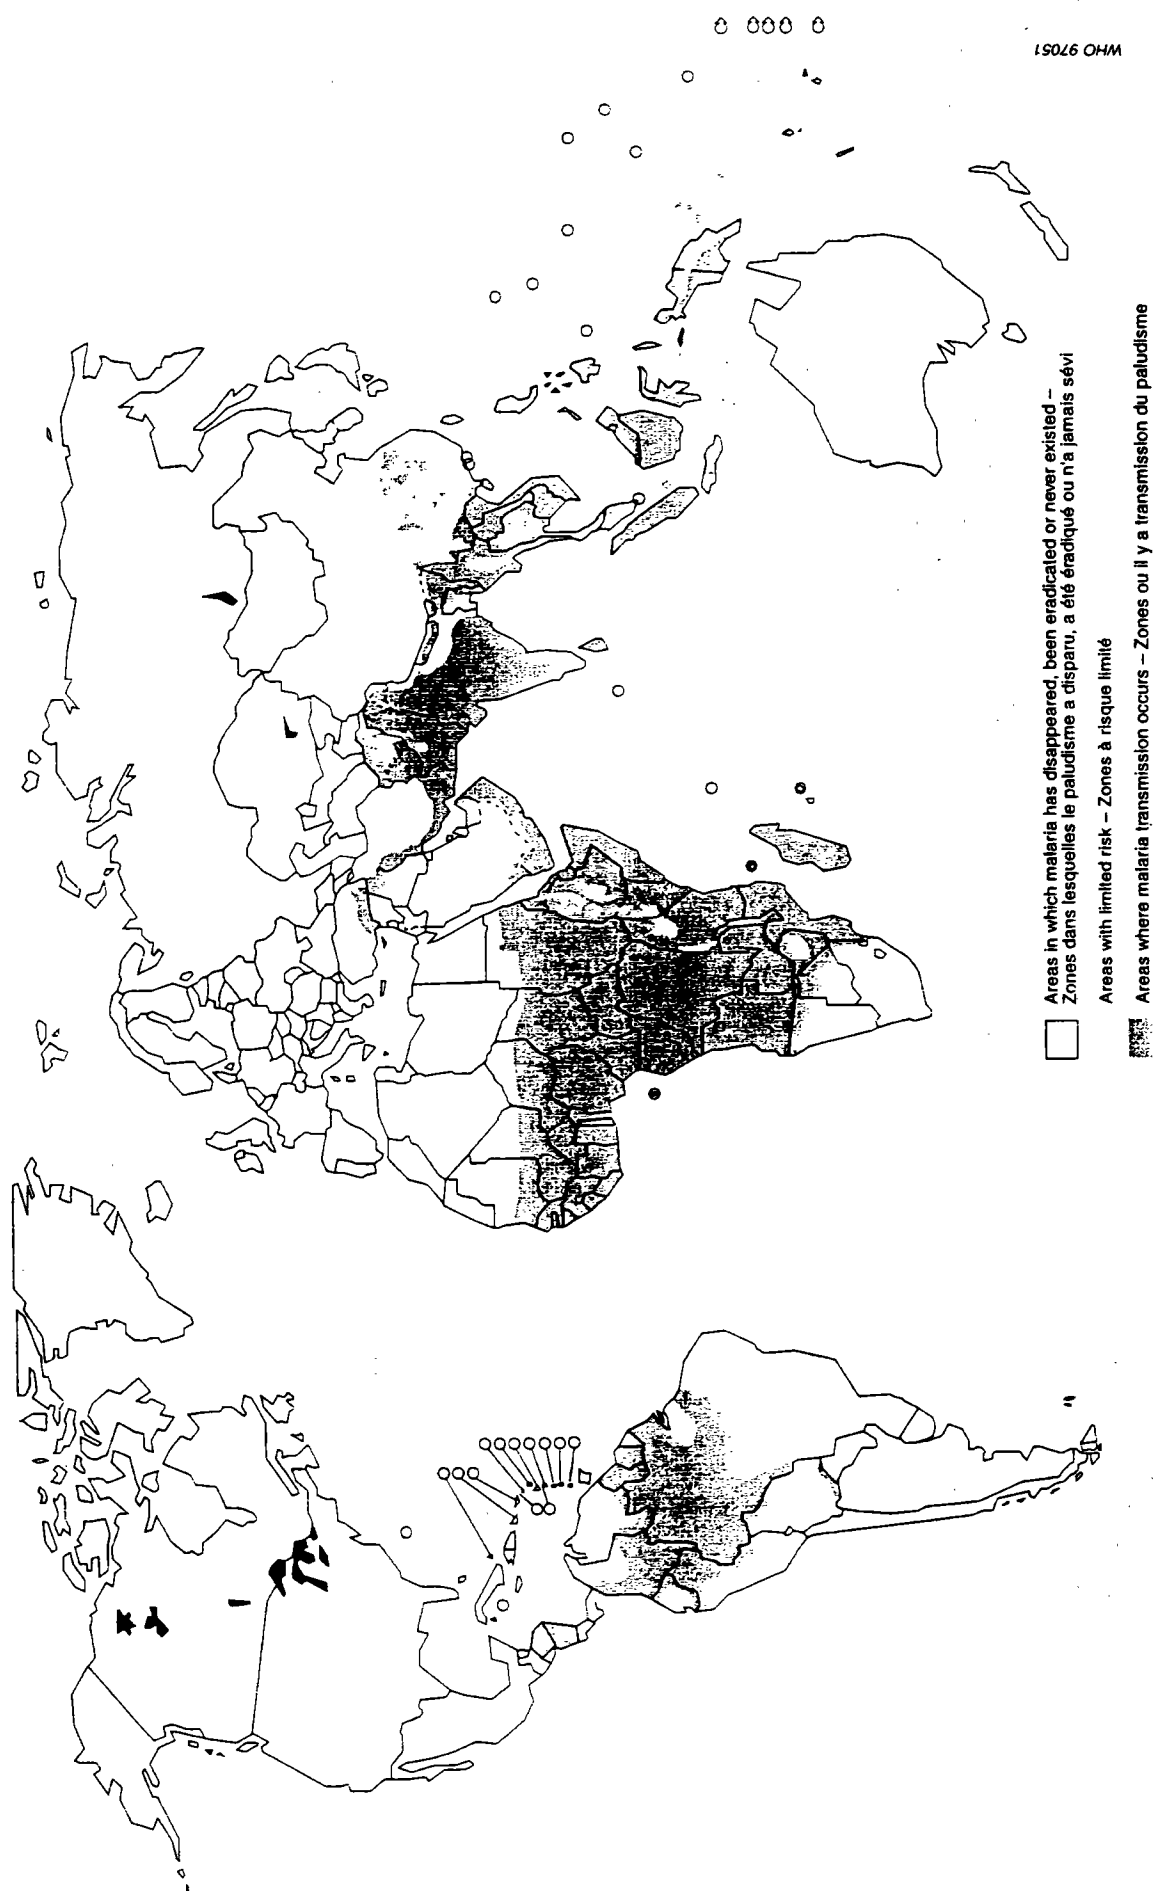 WHO 97051
Areas in which malaria has disappeared, been eradicated or never existed –
Zones dans lesquelles le paludisme a disparu, a été éradiqué ou n'a jamais sévi
Areas with limited risk – Zones à risque limité
Areas where malaria transmission occurs – Zones ou il y a transmission du paludisme